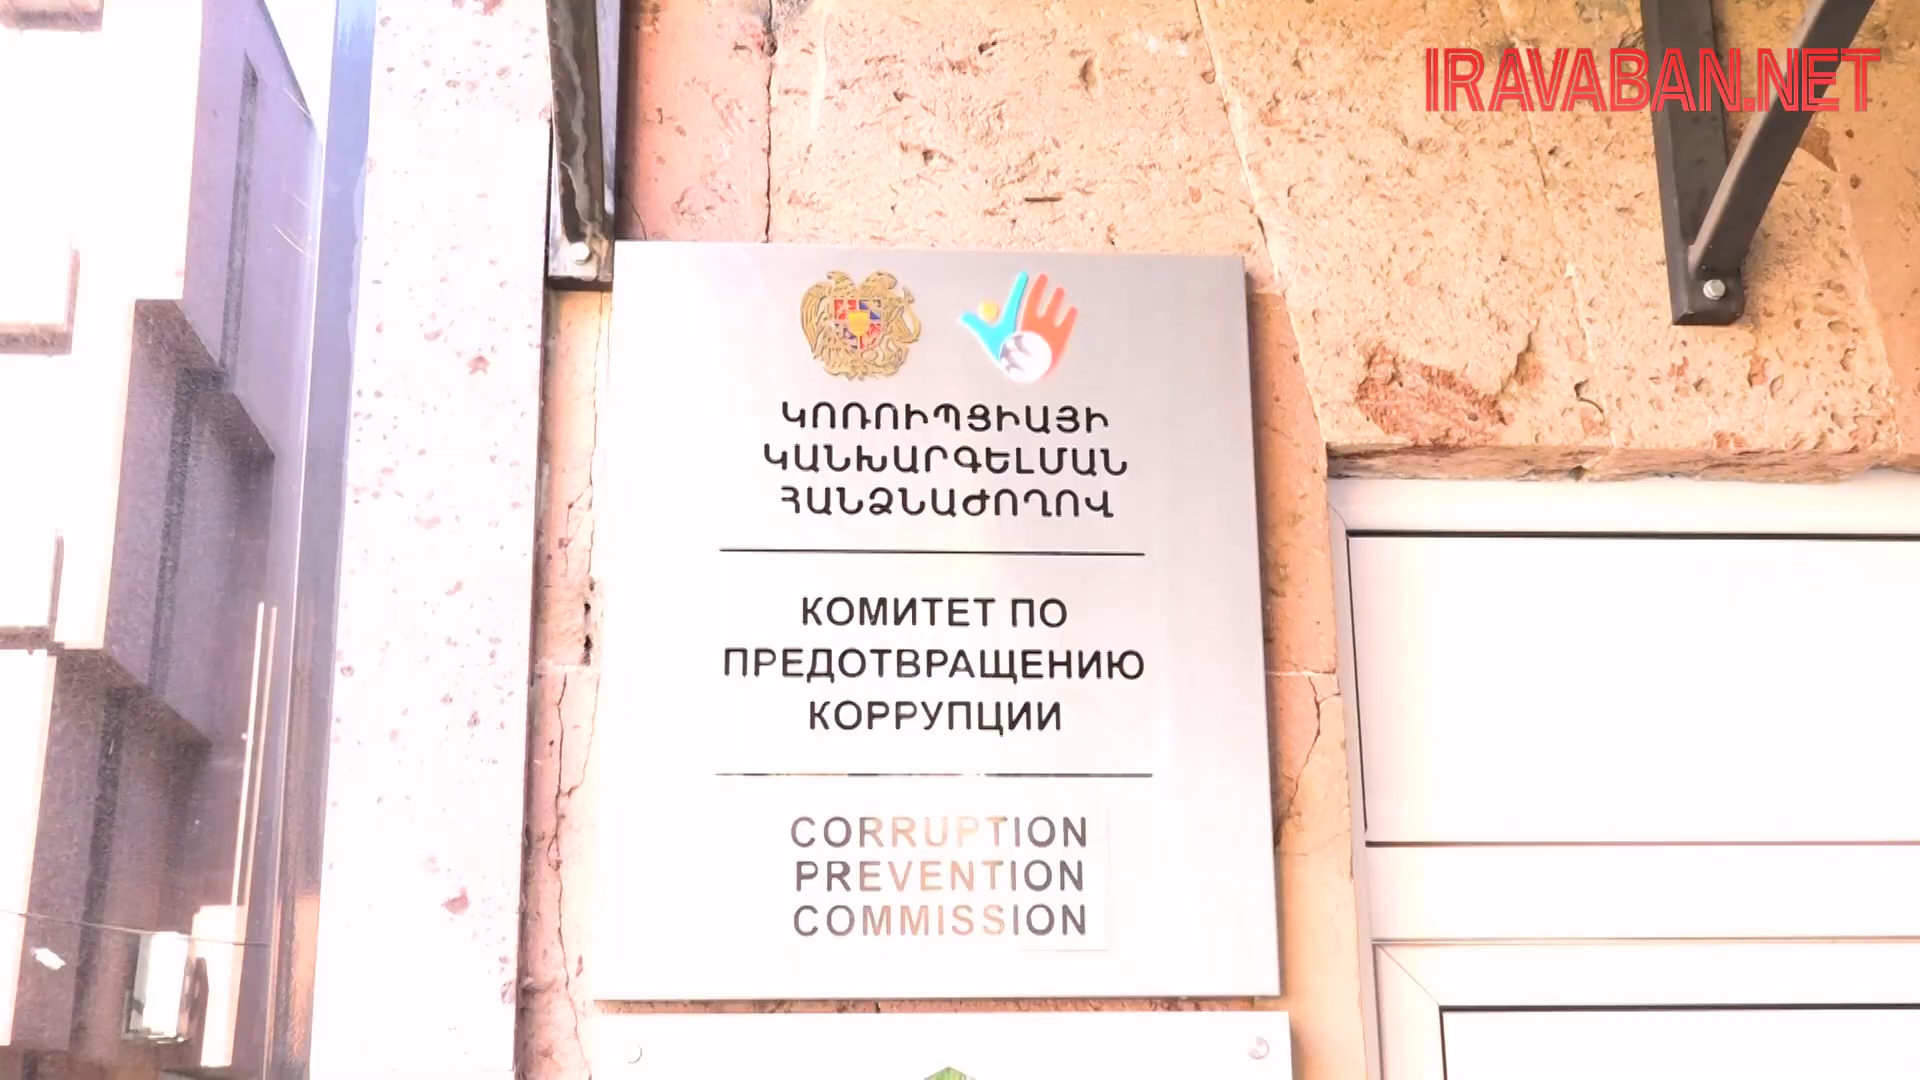 IRAVABAN.NET
ԿՈՌՈՒՊՑԻԱՅԻ
ԿԱՆԽԱՐԳԵԼՄԱՆ
ՀԱՆՁՆԱԺՈՂՈՎ
КОМИТЕТ ПО
ПРЕДОТВРАЩЕНИЮ
КОРРУПЦИИ
CORRUPTION
PREVENTION
COMMISSION